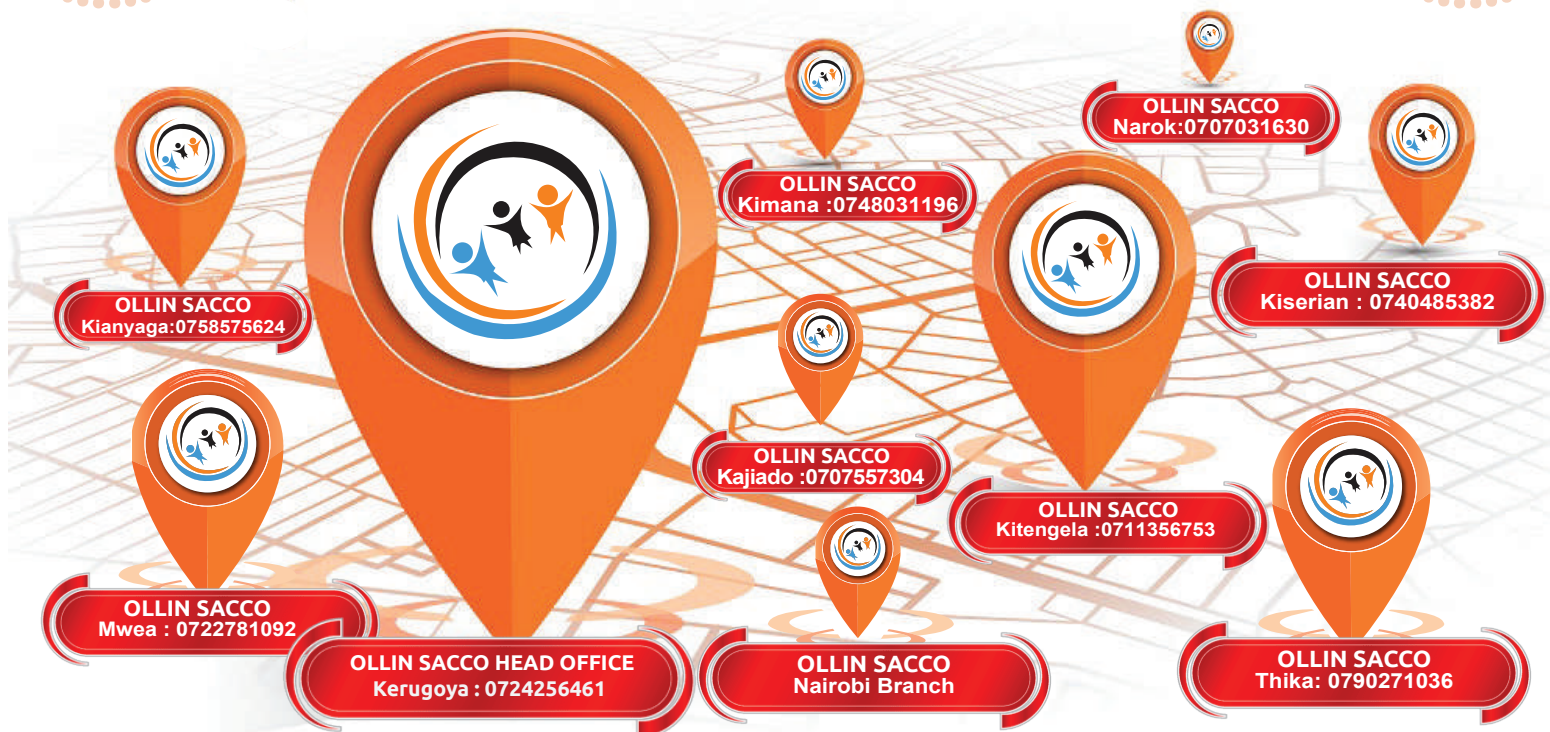 OLLIN SACCO
Narok:0707031630
OLLIN SACCO
Kimana :0748031196
OLLIN SACCO
Kiserian : 0740485382
OLLIN SACCO
Kianyaga:0758575624
OLLIN SACCO
Kajiado :0707557304
OLLIN SACCO
Kitengela :0711356753
OLLIN SACCO
Mwea : 0722781092
OLLIN SACCO HEAD OFFICE
Kerugoya : 0724256461
OLLIN SACCO
Nairobi Branch
OLLIN SACCO
Thika: 0790271036